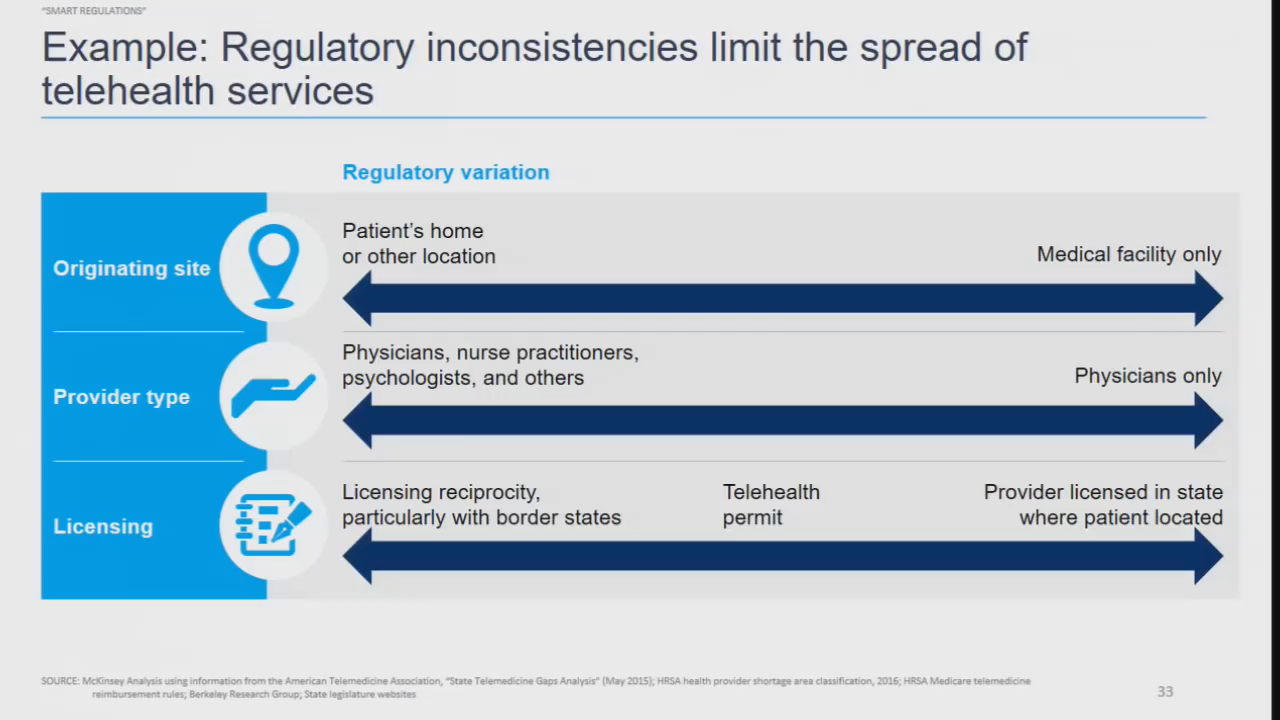 "SMART REGULATIONS"
Example: Regulatory inconsistencies limit the spread of
telehealth services
Regulatory variation
Originating site
Patient's home
or other location
Medical facility only
Provider type
Physicians, nurse practitioners,
psychologists, and others
Physicians only
Licensing
Licensing reciprocity,
particularly with border states
Telehealth
permit
Provider licensed in state
where patient located
SOURCE: McKinsey Analysis using information from the American Telemedicine Association, "State Telemedicine Gaps Analysis" (May 2015); HRSA health provider shortage area classification, 2016; HRSA Medicare telemedicine
reimbursement rules; Berkeley Research Group; State legislature websites
33